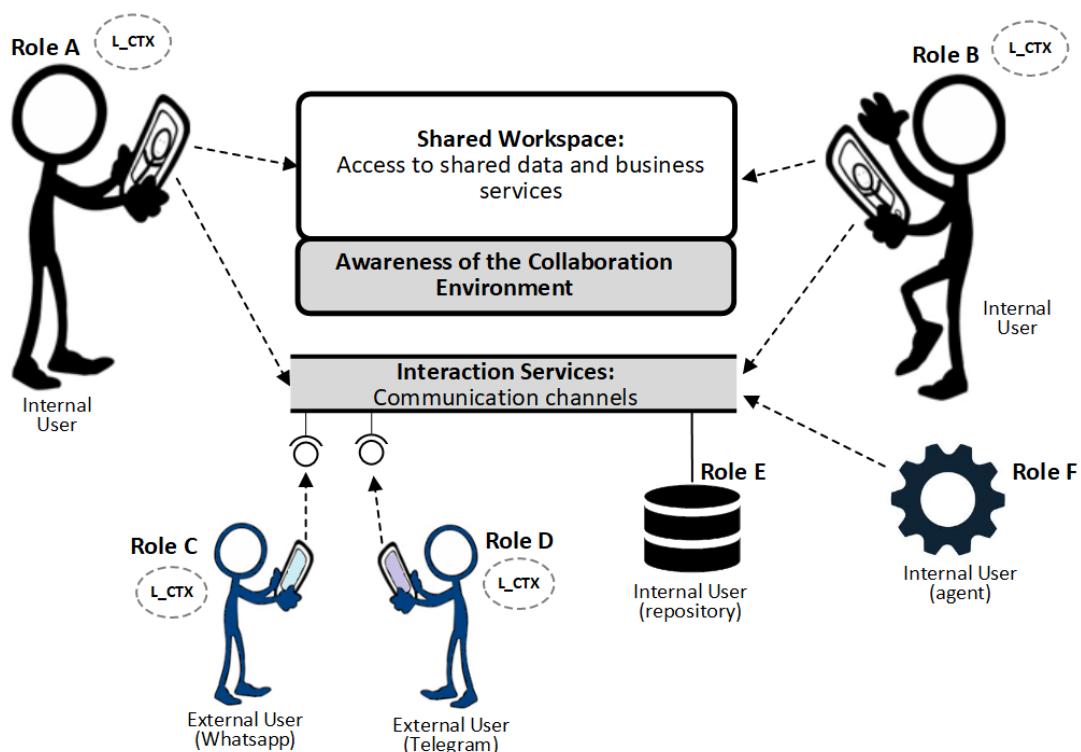 Role A
L_CTX
Role B
L_CTX
Shared Workspace:
Access to shared data and business
services
Awareness of the Collaboration
Environment
Internal
User
Interaction Services:
Communication channels
Internal
User
Role E
Role F
Role C
L_CTX
Role D
L_CTX
Internal User
(repository)
Internal User
(agent)
External User
(Whatsapp)
External User
(Telegram)